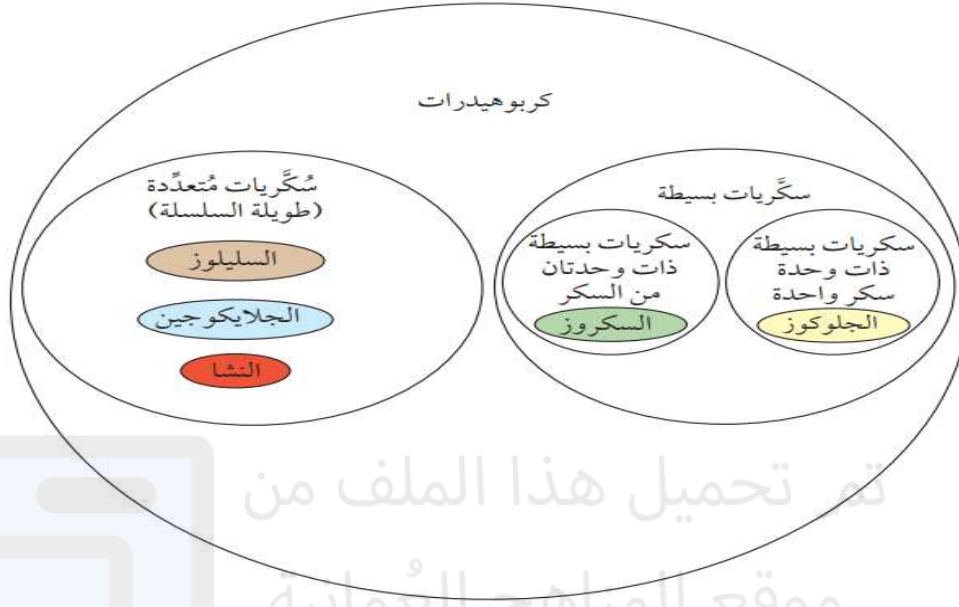 كربوهيدرات
سكَّريات بسيطة
سكريات بسيطة
ذات وحدة
سكر واحدة
الجلوكوز
سكريات بسيطة
ذات وحدتان
من السكر
السكروز
سُكَّريات مُتعدِّدة
(طويلة السلسلة)
السليلوز
الجلايكوجين
النشا
تم تحميل هذا الملف من
موقع المناهج العُمانية